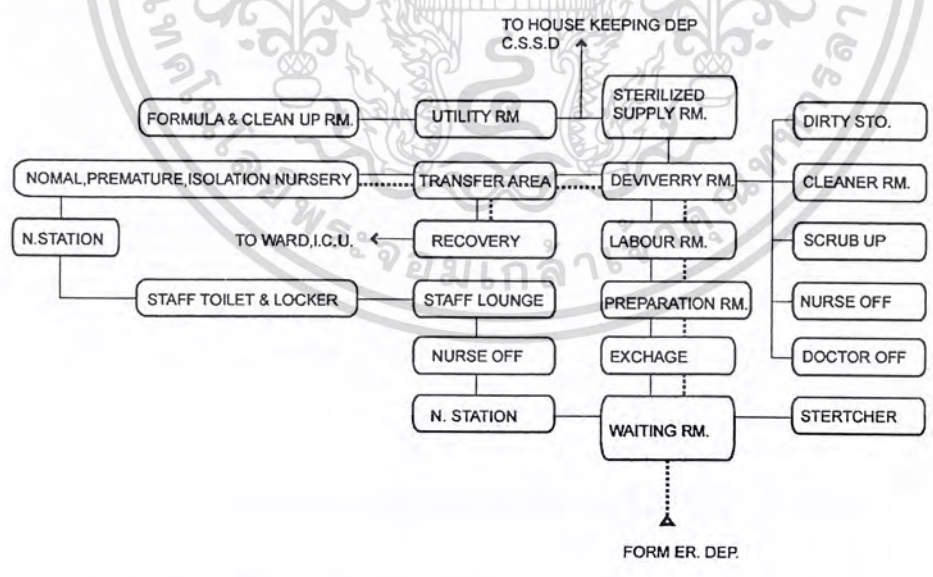 TO HOUSE KEEPING DEP
C.S.S.D
FORMULA & CLEAN UP RM.
UTILITY RM
STERILIZED
SUPPLY RM.
DIRTY STO.
NOMAL,PREMATURE,ISOLATION NURSERY
TRANSFER AREA
DEVIVERRY RM.
CLEANER RM.
N.STATION
TO WARD,I.C.U.
RECOVERY
LABOUR RM.
SCRUB UP
STAFF TOILET & LOCKER
STAFF LOUNGE
PREPARATION RM.
NURSE OFF
NURSE OFF
EXCHAGE
DOCTOR OFF
N. STATION
WAITING RM.
STERTCHER
FORM ER. DEP.